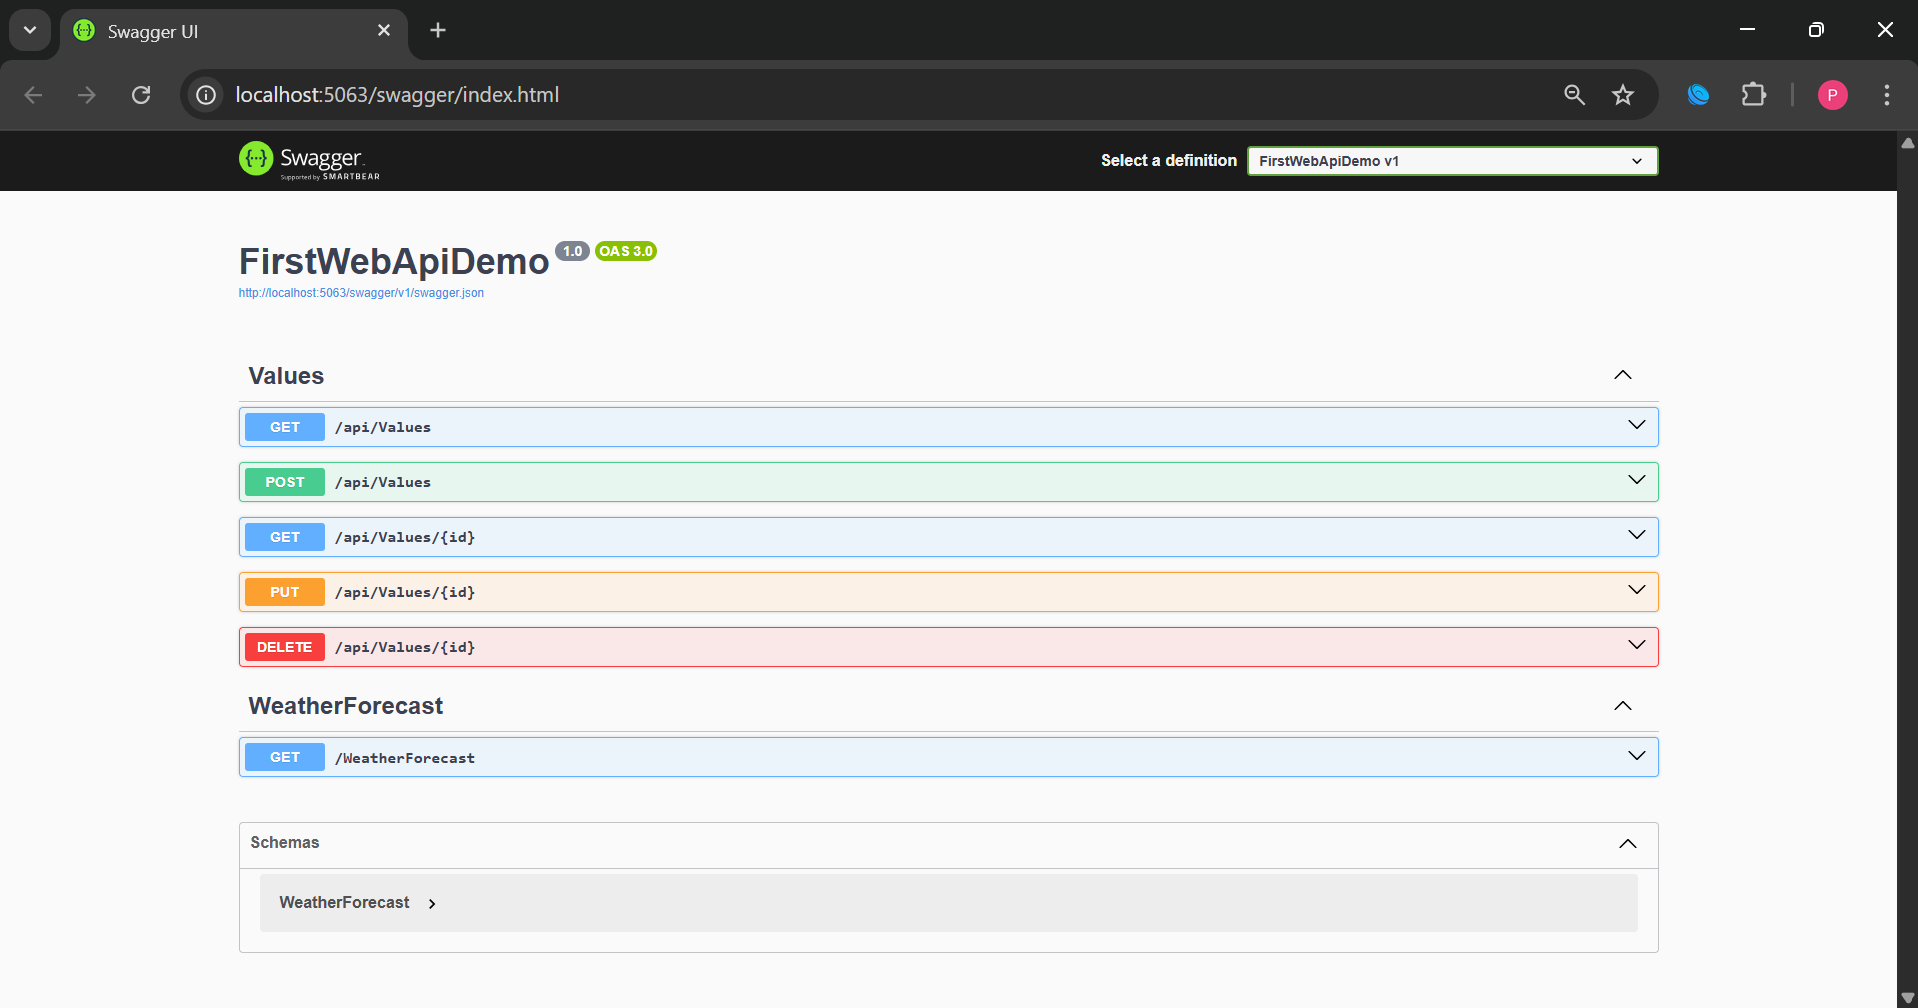 Swagger UI
localhost:5063/swagger/index.html
P
Swagger
Supported by SMARTBEAR
Select a definition
FirstWebApiDemo v1
FirstWebApiDemo 1.0 OAS 3.0
http://localhost:5063/swagger/v1/swagger.json
Values
GET /api/Values
POST /api/Values
GET /api/Values/{id}
PUT /api/Values/{id}
DELETE /api/Values/{id}
WeatherForecast
GET /WeatherForecast
Schemas
WeatherForecast